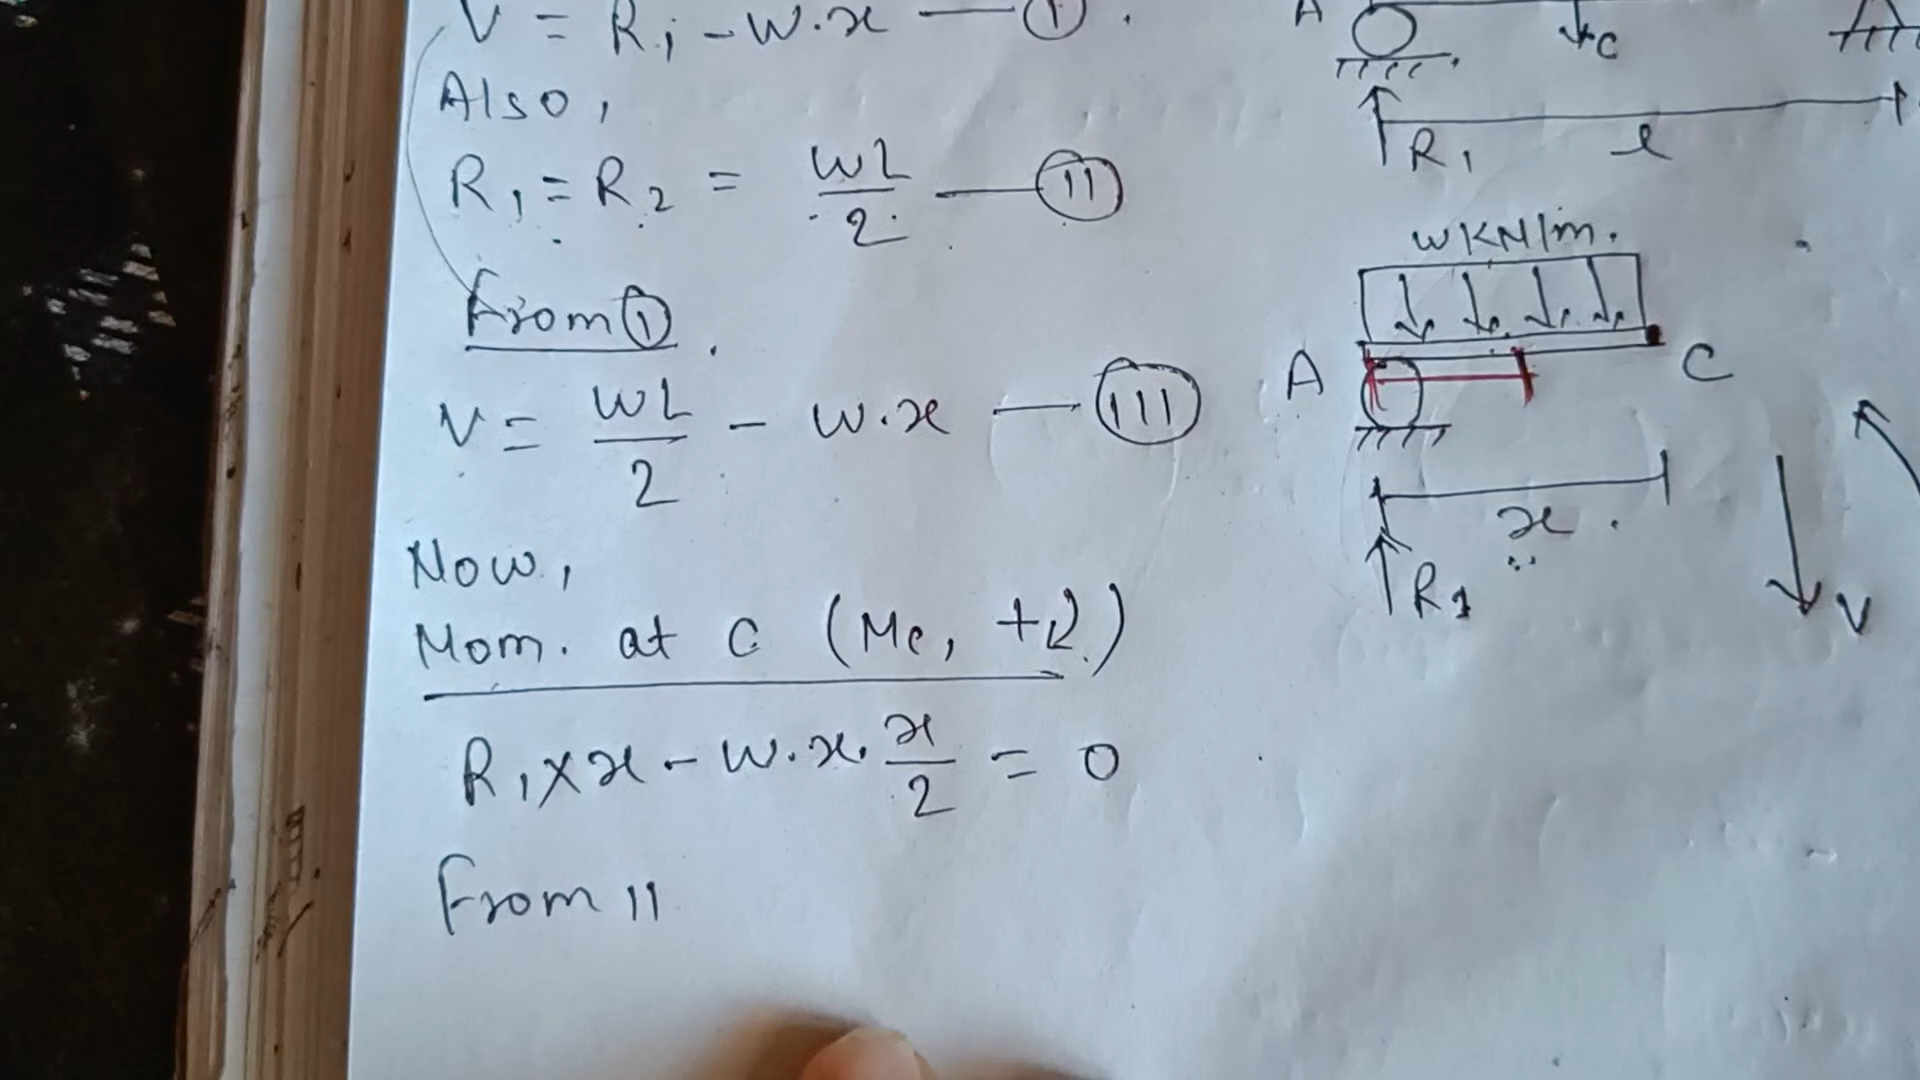 V = R1 - W.x — I
Also,
R1 = R2 = WL/2 — II
From I
V = WL/2 - W.x — III
Now,
Mom. at C (Mc, +↻)
R1 × x - W.x.x/2 = 0
From II
A
C
R1
l
W KN/m.
A
C
x
R1
V